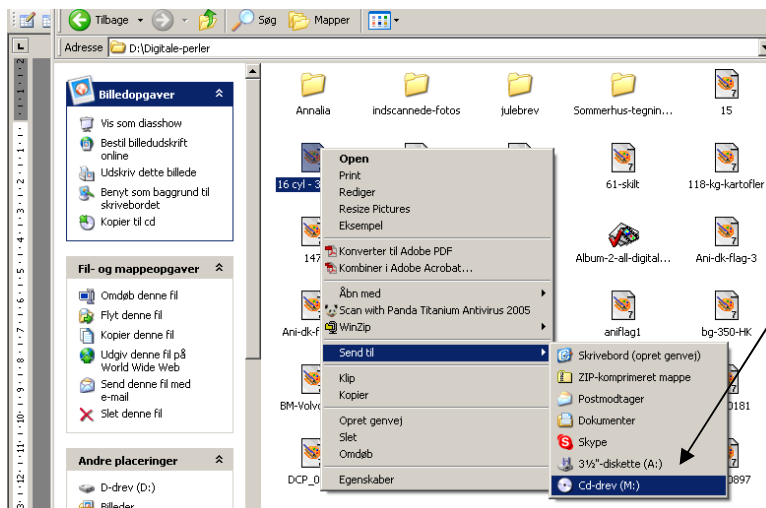 Tilbage
Søg
Mapper
Adresse
D:\Digitale-perler
Billedopgaver
Vis som diasshow
Bestil billedudskrift
online
Udskriv dette billede
Benyt som baggrund til
skrivebordet
Kopier til cd
Fil- og mappeopgaver
Omdøb denne fil
Flyt denne fil
Kopier denne fil
Udgiv denne fil på
World Wide Web
Send denne fil med
e-mail
Slet denne fil
Andre placeringer
D-drev (D:)
Billeder
Annalia
indscannede-fotos
julebrev
Sommerhus-tegnin...
15
16 cyl - 3
61-skilt
118-kg-kartofler
147
Album-2-all-digital...
Ani-dk-flag-3
Ani-dk-f
aniflag1
bg-350-HK
BM-Volvo
0181
DCP_0
0897
Open
Print
Rediger
Resize Pictures
Eksempel
Konverter til Adobe PDF
Kombiner i Adobe Acrobat...
Åbn med
Scan with Panda Titanium Antivirus 2005
WinZip
Send til
Klip
Kopier
Opret genvej
Slet
Omdøb
Egenskaber
Skrivebord (opret genvej)
ZIP-komprimeret mappe
Postmodtager
Dokumenter
Skype
3½"-diskette (A:)
Cd-drev (M:)